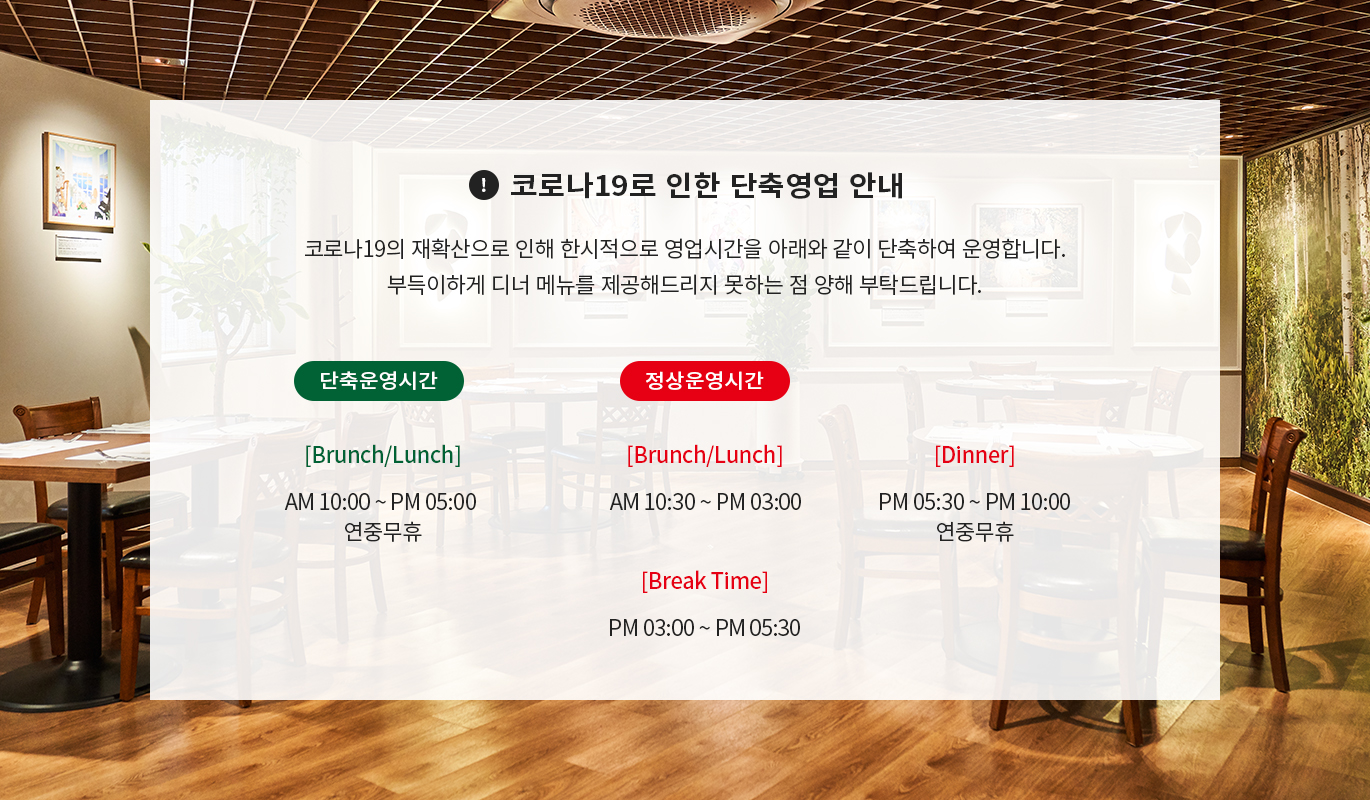 ! 코로나19로 인한 단축영업 안내
코로나19의 재확산으로 인해 한시적으로 영업시간을 아래와 같이 단축하여 운영합니다.
부득이하게 디너 메뉴를 제공해드리지 못하는 점 양해 부탁드립니다.
단축운영시간
[Brunch/Lunch]
AM 10:00 ~ PM 05:00
연중무휴
정상운영시간
[Brunch/Lunch]
AM 10:30 ~ PM 03:00
[Break Time]
PM 03:00 ~ PM 05:30
[Dinner]
PM 05:30 ~ PM 10:00
연중무휴